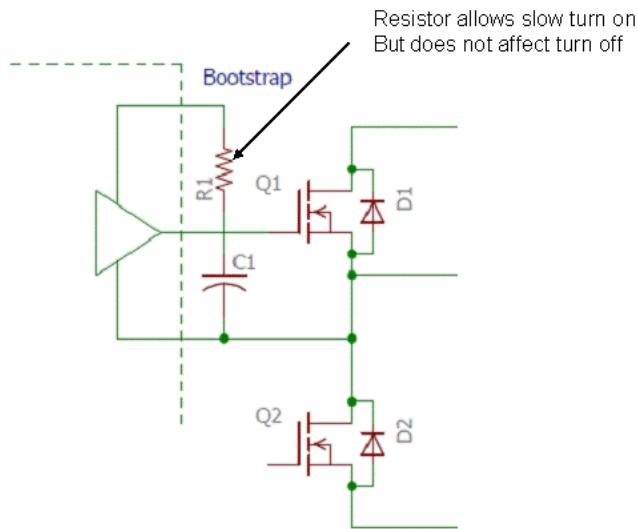 Resistor allows slow turn on
But does not affect turn off
Bootstrap
R1
Q1
D1
C1
Q2
D2